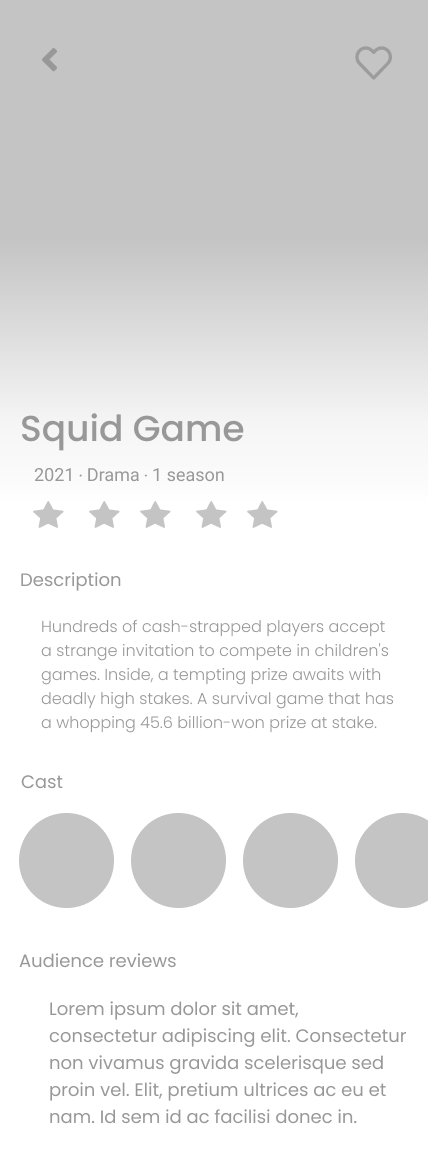 Squid Game
2021 · Drama · 1 season
Description
Hundreds of cash-strapped players accept
a strange invitation to compete in children's
games. Inside, a tempting prize awaits with
deadly high stakes. A survival game that has
a whopping 45.6 billion-won prize at stake.
Cast
Audience reviews
Lorem ipsum dolor sit amet,
consectetur adipiscing elit. Consectetur
non vivamus gravida scelerisque sed
proin vel. Elit, pretium ultrices ac eu et
nam. Id sem id ac facilisi donec in.